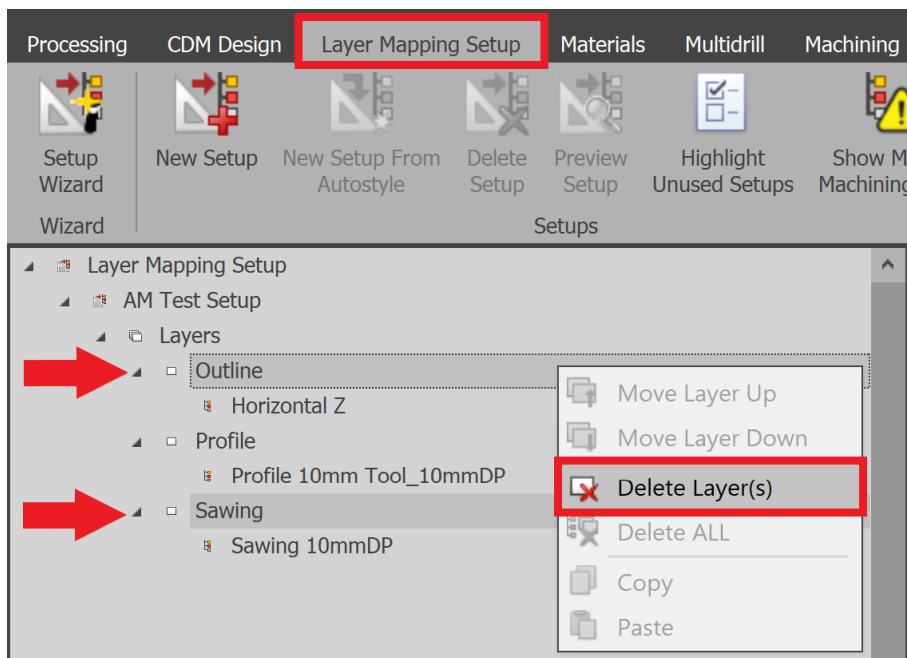 Processing CDM Design Layer Mapping Setup Materials Multidrill Machining
Setup Wizard
New Setup
New Setup From Autostyle
Delete Setup
Preview Setup
Highlight Unused Setups
Show M
Machining
Wizard
Setups
Layer Mapping Setup
AM Test Setup
Layers
Outline
Horizontal Z
Profile
Profile 10mm Tool_10mmDP
Sawing
Sawing 10mmDP
Move Layer Up
Move Layer Down
Delete Layer(s)
Delete ALL
Copy
Paste